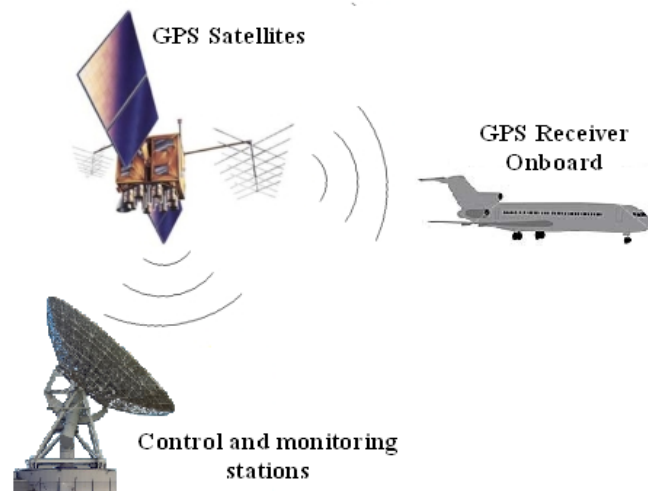 GPS Satellites
GPS Receiver
Onboard
Control and monitoring
stations